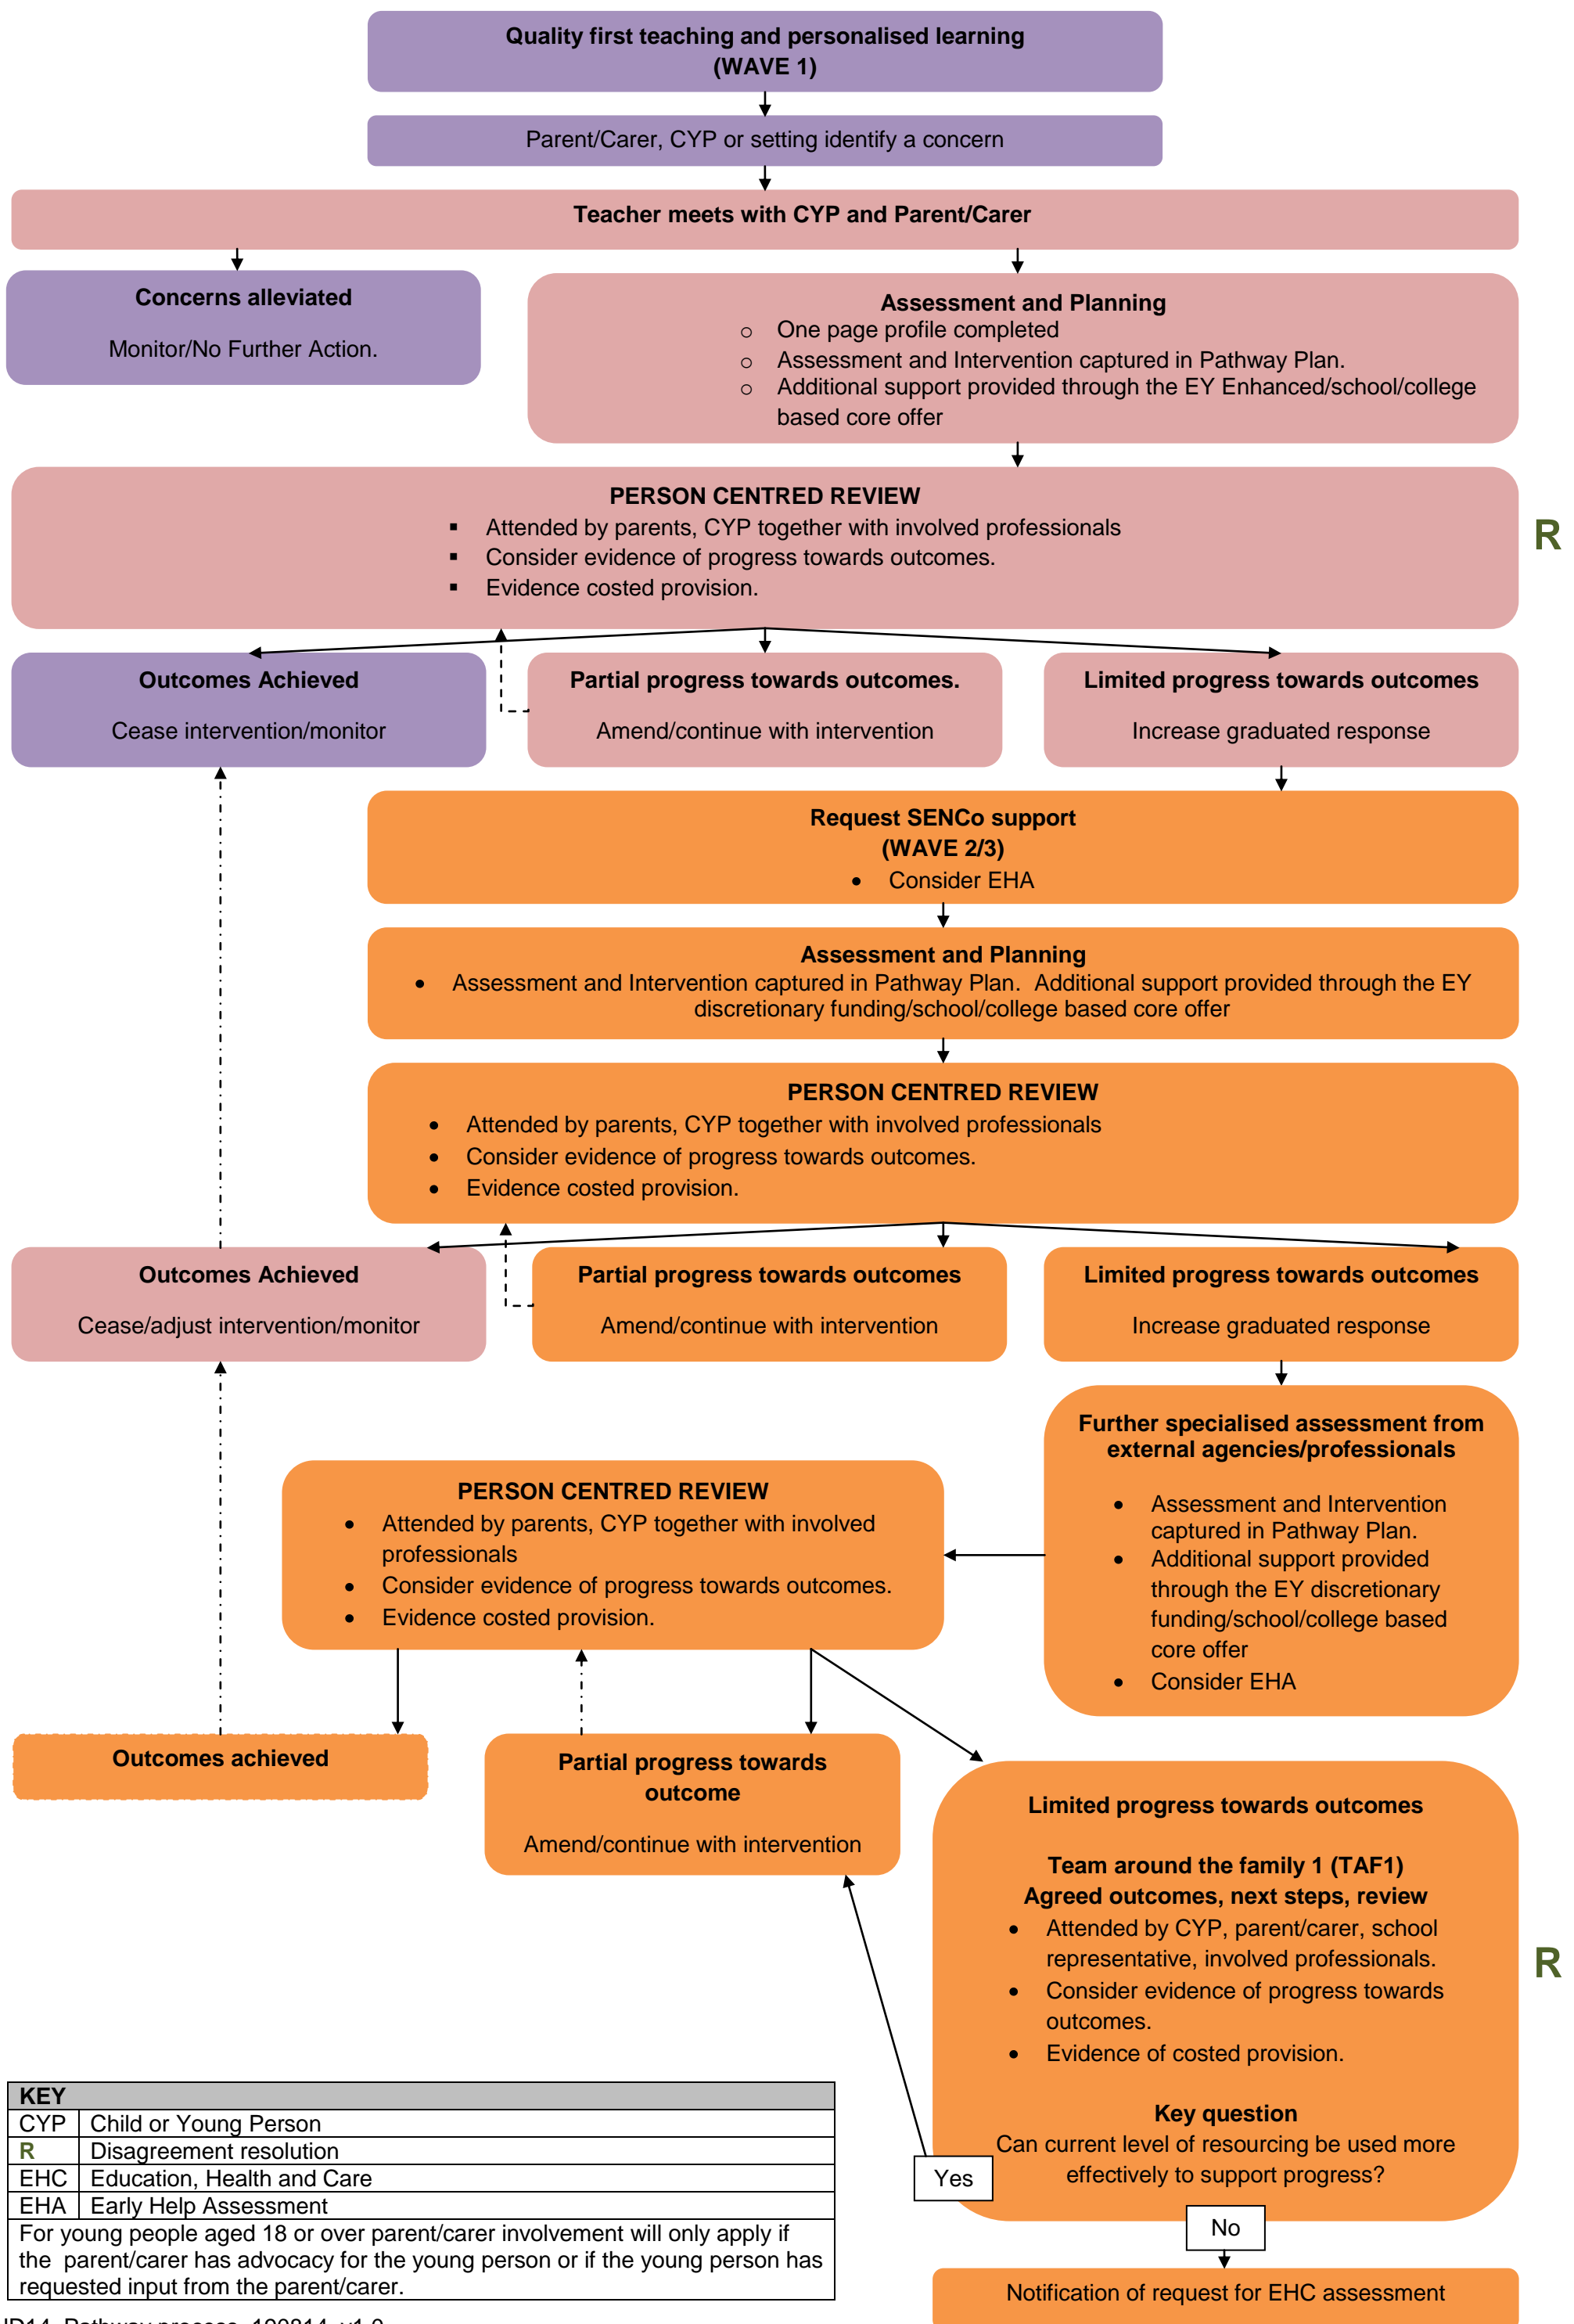 Quality first teaching and personalised learning
(WAVE 1)
Parent/Carer, CYP or setting identify a concern
Teacher meets with CYP and Parent/Carer
Concerns alleviated
Monitor/No Further Action.
Assessment and Planning
o One page profile completed
o Assessment and Intervention captured in Pathway Plan.
o Additional support provided through the EY Enhanced/school/college
based core offer
PERSON CENTRED REVIEW
▪ Attended by parents, CYP together with involved professionals
▪ Consider evidence of progress towards outcomes.
▪ Evidence costed provision.
R
Outcomes Achieved
Cease intervention/monitor
Partial progress towards outcomes.
Amend/continue with intervention
Limited progress towards outcomes
Increase graduated response
Request SENCo support
(WAVE 2/3)
• Consider EHA
Assessment and Planning
• Assessment and Intervention captured in Pathway Plan. Additional support provided through the EY
discretionary funding/school/college based core offer
PERSON CENTRED REVIEW
• Attended by parents, CYP together with involved professionals
• Consider evidence of progress towards outcomes.
• Evidence costed provision.
Outcomes Achieved
Cease/adjust intervention/monitor
Partial progress towards outcomes
Amend/continue with intervention
Limited progress towards outcomes
Increase graduated response
Further specialised assessment from
external agencies/professionals
• Assessment and Intervention
captured in Pathway Plan.
• Additional support provided
through the EY discretionary
funding/school/college based
core offer
• Consider EHA
PERSON CENTRED REVIEW
• Attended by parents, CYP together with involved
professionals
• Consider evidence of progress towards outcomes.
• Evidence costed provision.
Outcomes achieved
Partial progress towards
outcome
Amend/continue with intervention
Limited progress towards outcomes
Team around the family 1 (TAF1)
Agreed outcomes, next steps, review
• Attended by CYP, parent/carer, school
representative, involved professionals.
• Consider evidence of progress towards
outcomes.
• Evidence of costed provision.
Key question
Can current level of resourcing be used more
effectively to support progress?
R
Yes
No
Notification of request for EHC assessment
KEY
CYP Child or Young Person
R Disagreement resolution
EHC Education, Health and Care
EHA Early Help Assessment
For young people aged 18 or over parent/carer involvement will only apply if
the parent/carer has advocacy for the young person or if the young person has
requested input from the parent/carer.